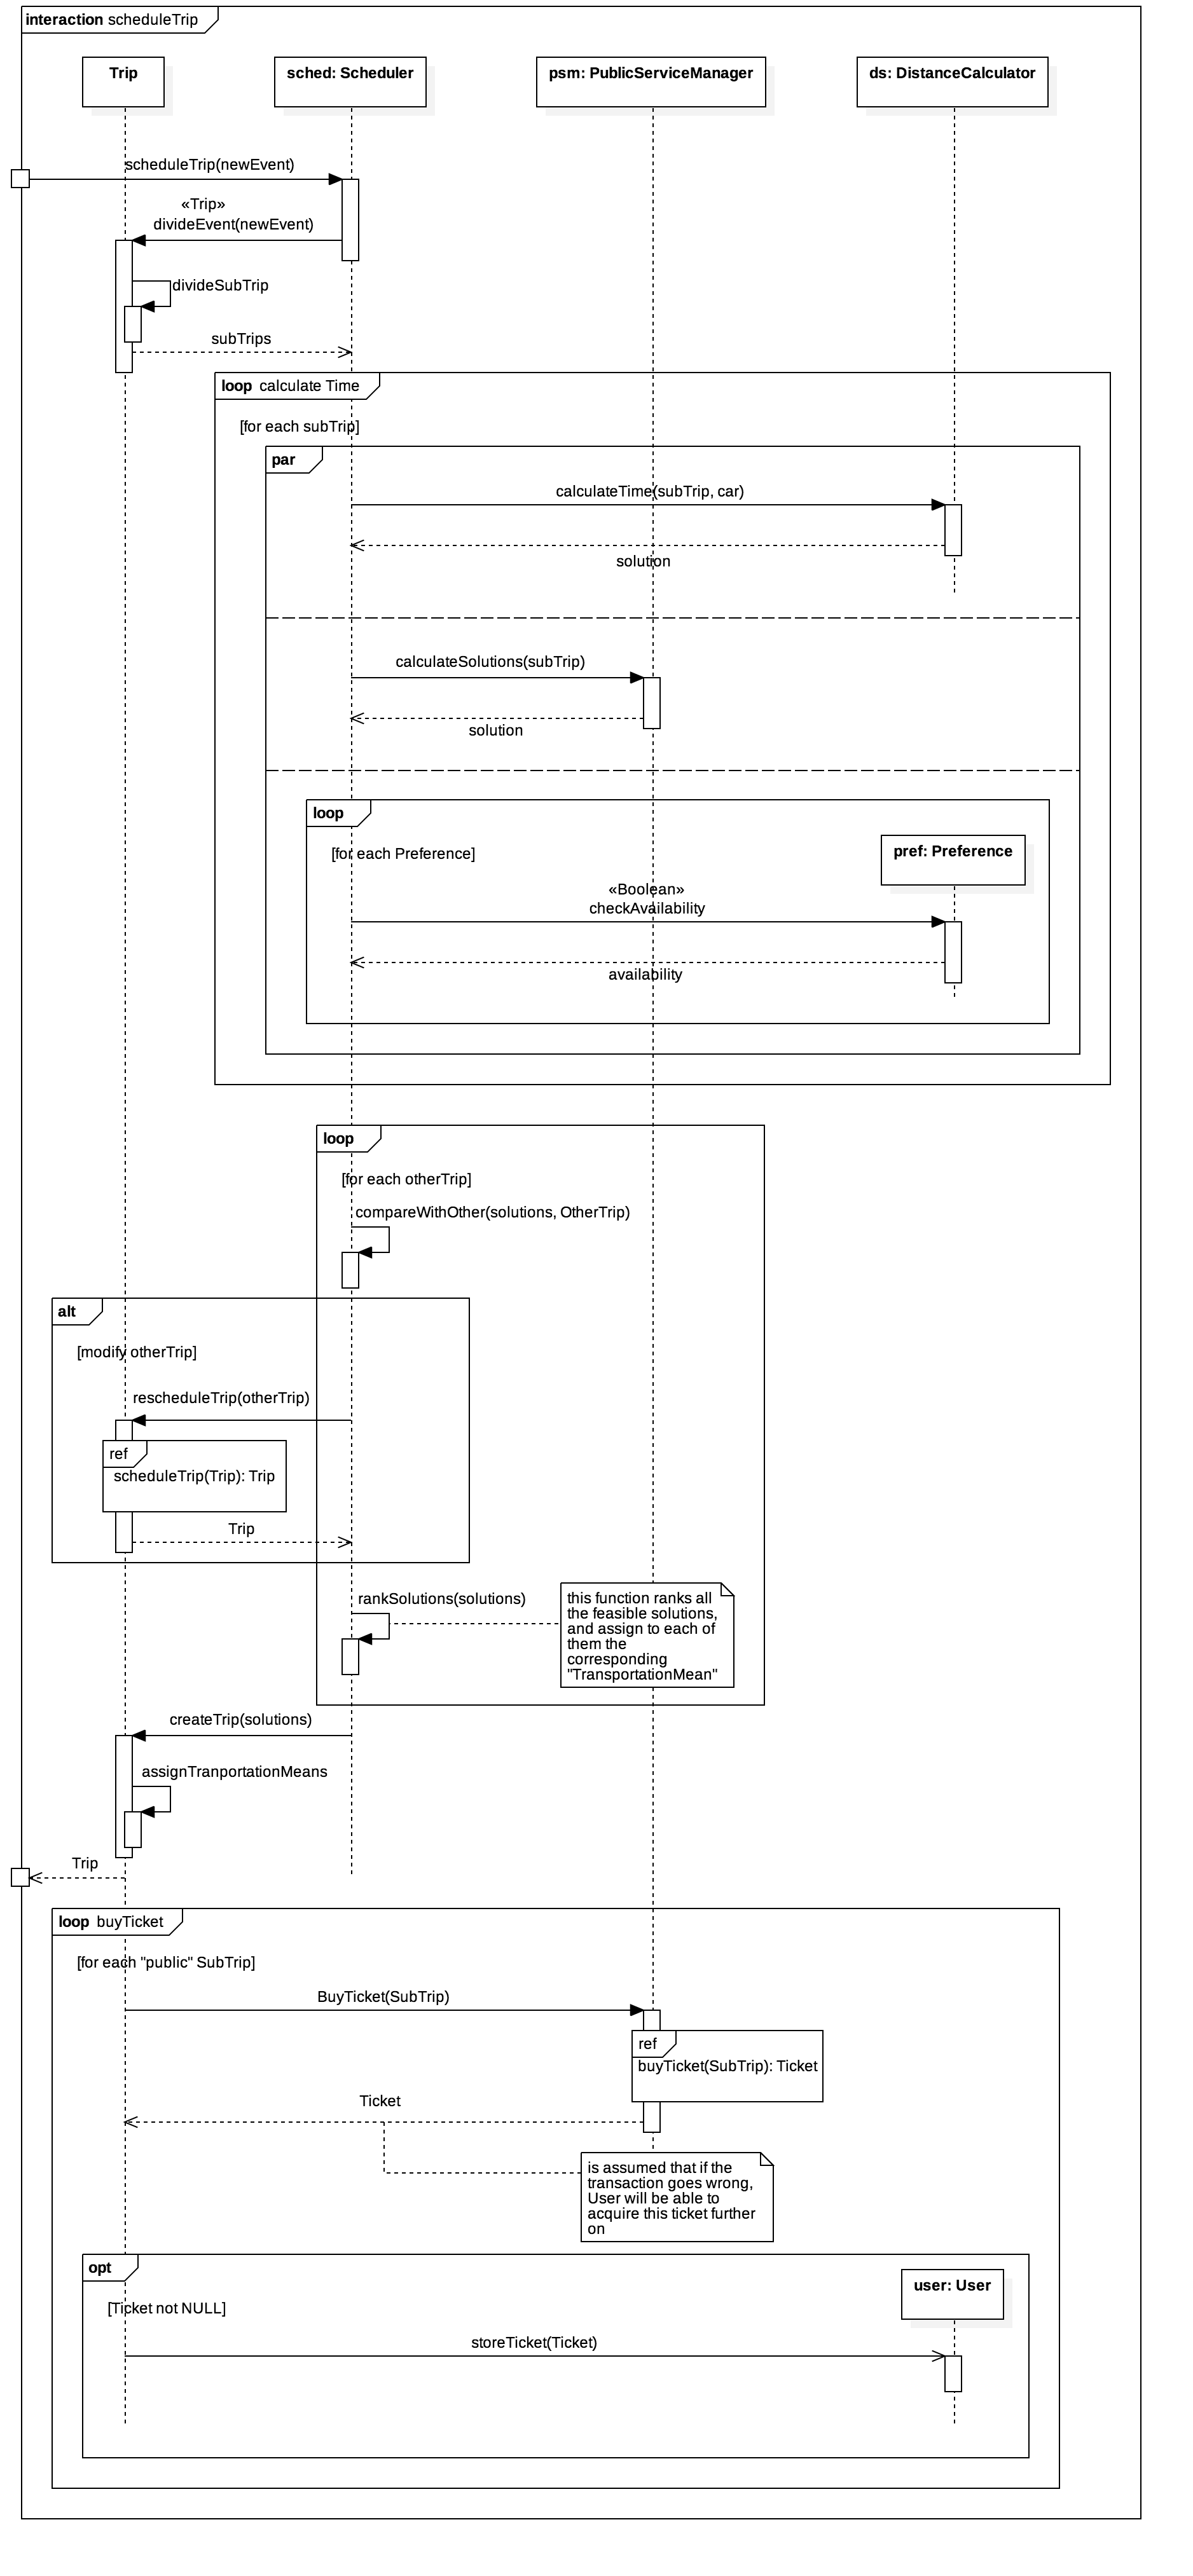 interaction scheduleTrip
Trip
sched: Scheduler
psm: PublicServiceManager
ds: DistanceCalculator
scheduleTrip(newEvent)
«Trip»
divideEvent(newEvent)
divideSubTrip
subTrips
loop calculate Time
[for each subTrip]
par
calculateTime(subTrip, car)
solution
calculateSolutions(subTrip)
solution
loop
[for each Preference]
pref: Preference
«Boolean»
checkAvailability
availability
loop
[for each otherTrip]
compareWithOther(solutions, OtherTrip)
alt
[modify otherTrip]
rescheduleTrip(otherTrip)
ref
scheduleTrip(Trip): Trip
Trip
rankSolutions(solutions)
this function ranks all
the feasible solutions,
and assign to each of
them the
corresponding
"TransportationMean"
createTrip(solutions)
assignTranportationMeans
Trip
loop buyTicket
[for each "public" SubTrip]
BuyTicket(SubTrip)
ref
buyTicket(SubTrip): Ticket
Ticket
is assumed that if the
transaction goes wrong,
User will be able to
acquire this ticket further
on
opt
user: User
[Ticket not NULL]
storeTicket(Ticket)